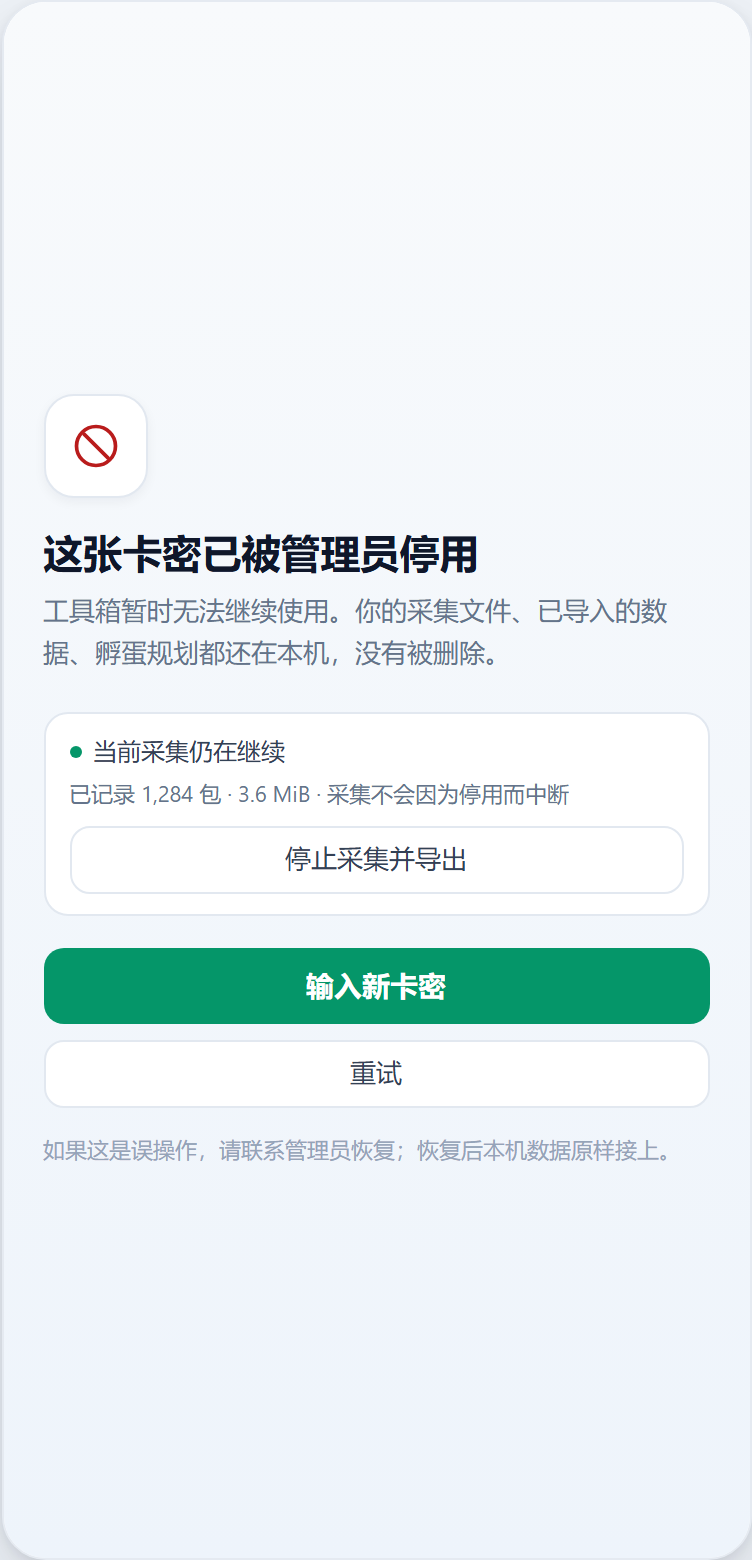 这张卡密已被管理员停用
工具箱暂时无法继续使用。你的采集文件、已导入的数
据、孵蛋规划都还在本机，没有被删除。
当前采集仍在继续
已记录 1,284 包 · 3.6 MiB · 采集不会因为停用而中断
停止采集并导出
输入新卡密
重试
如果这是误操作，请联系管理员恢复；恢复后本机数据原样接上。